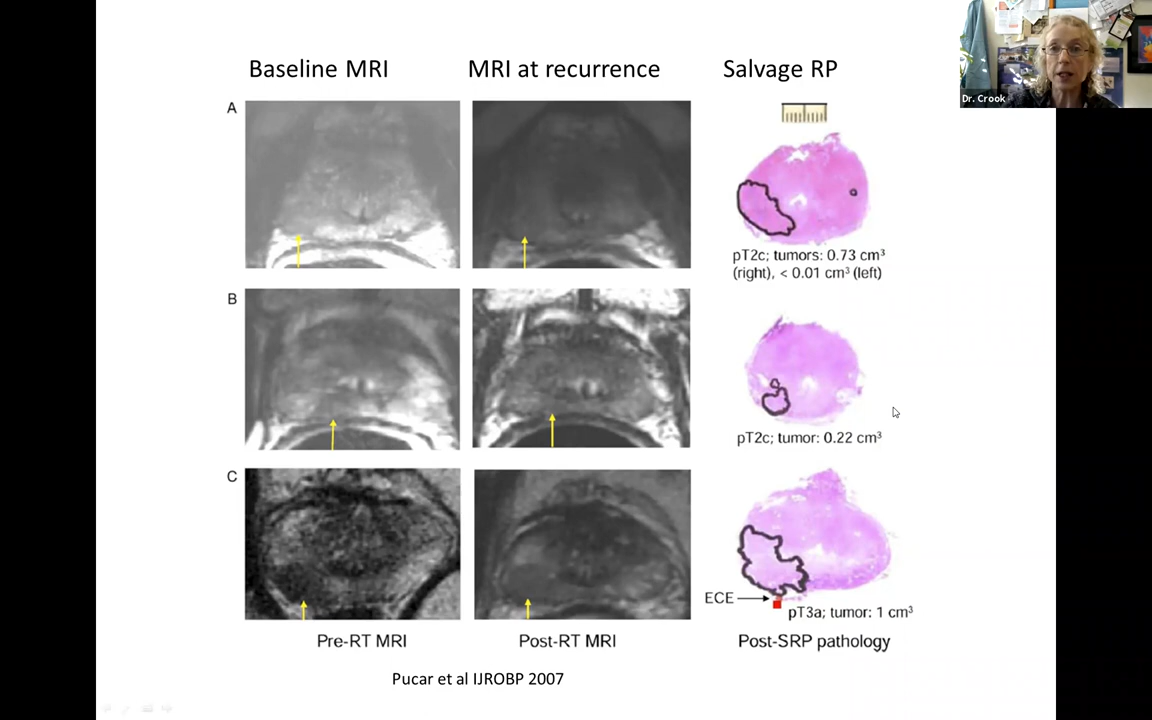 Baseline MRI
MRI at recurrence
Salvage RP
Dr. Crook
A
pT2c; tumors: 0.73 cm³
(right), < 0.01 cm³ (left)
B
pT2c; tumor: 0.22 cm³
C
ECE
pT3a; tumor: 1 cm³
Pre-RT MRI
Post-RT MRI
Post-SRP pathology
Pucar et al IJROBP 2007